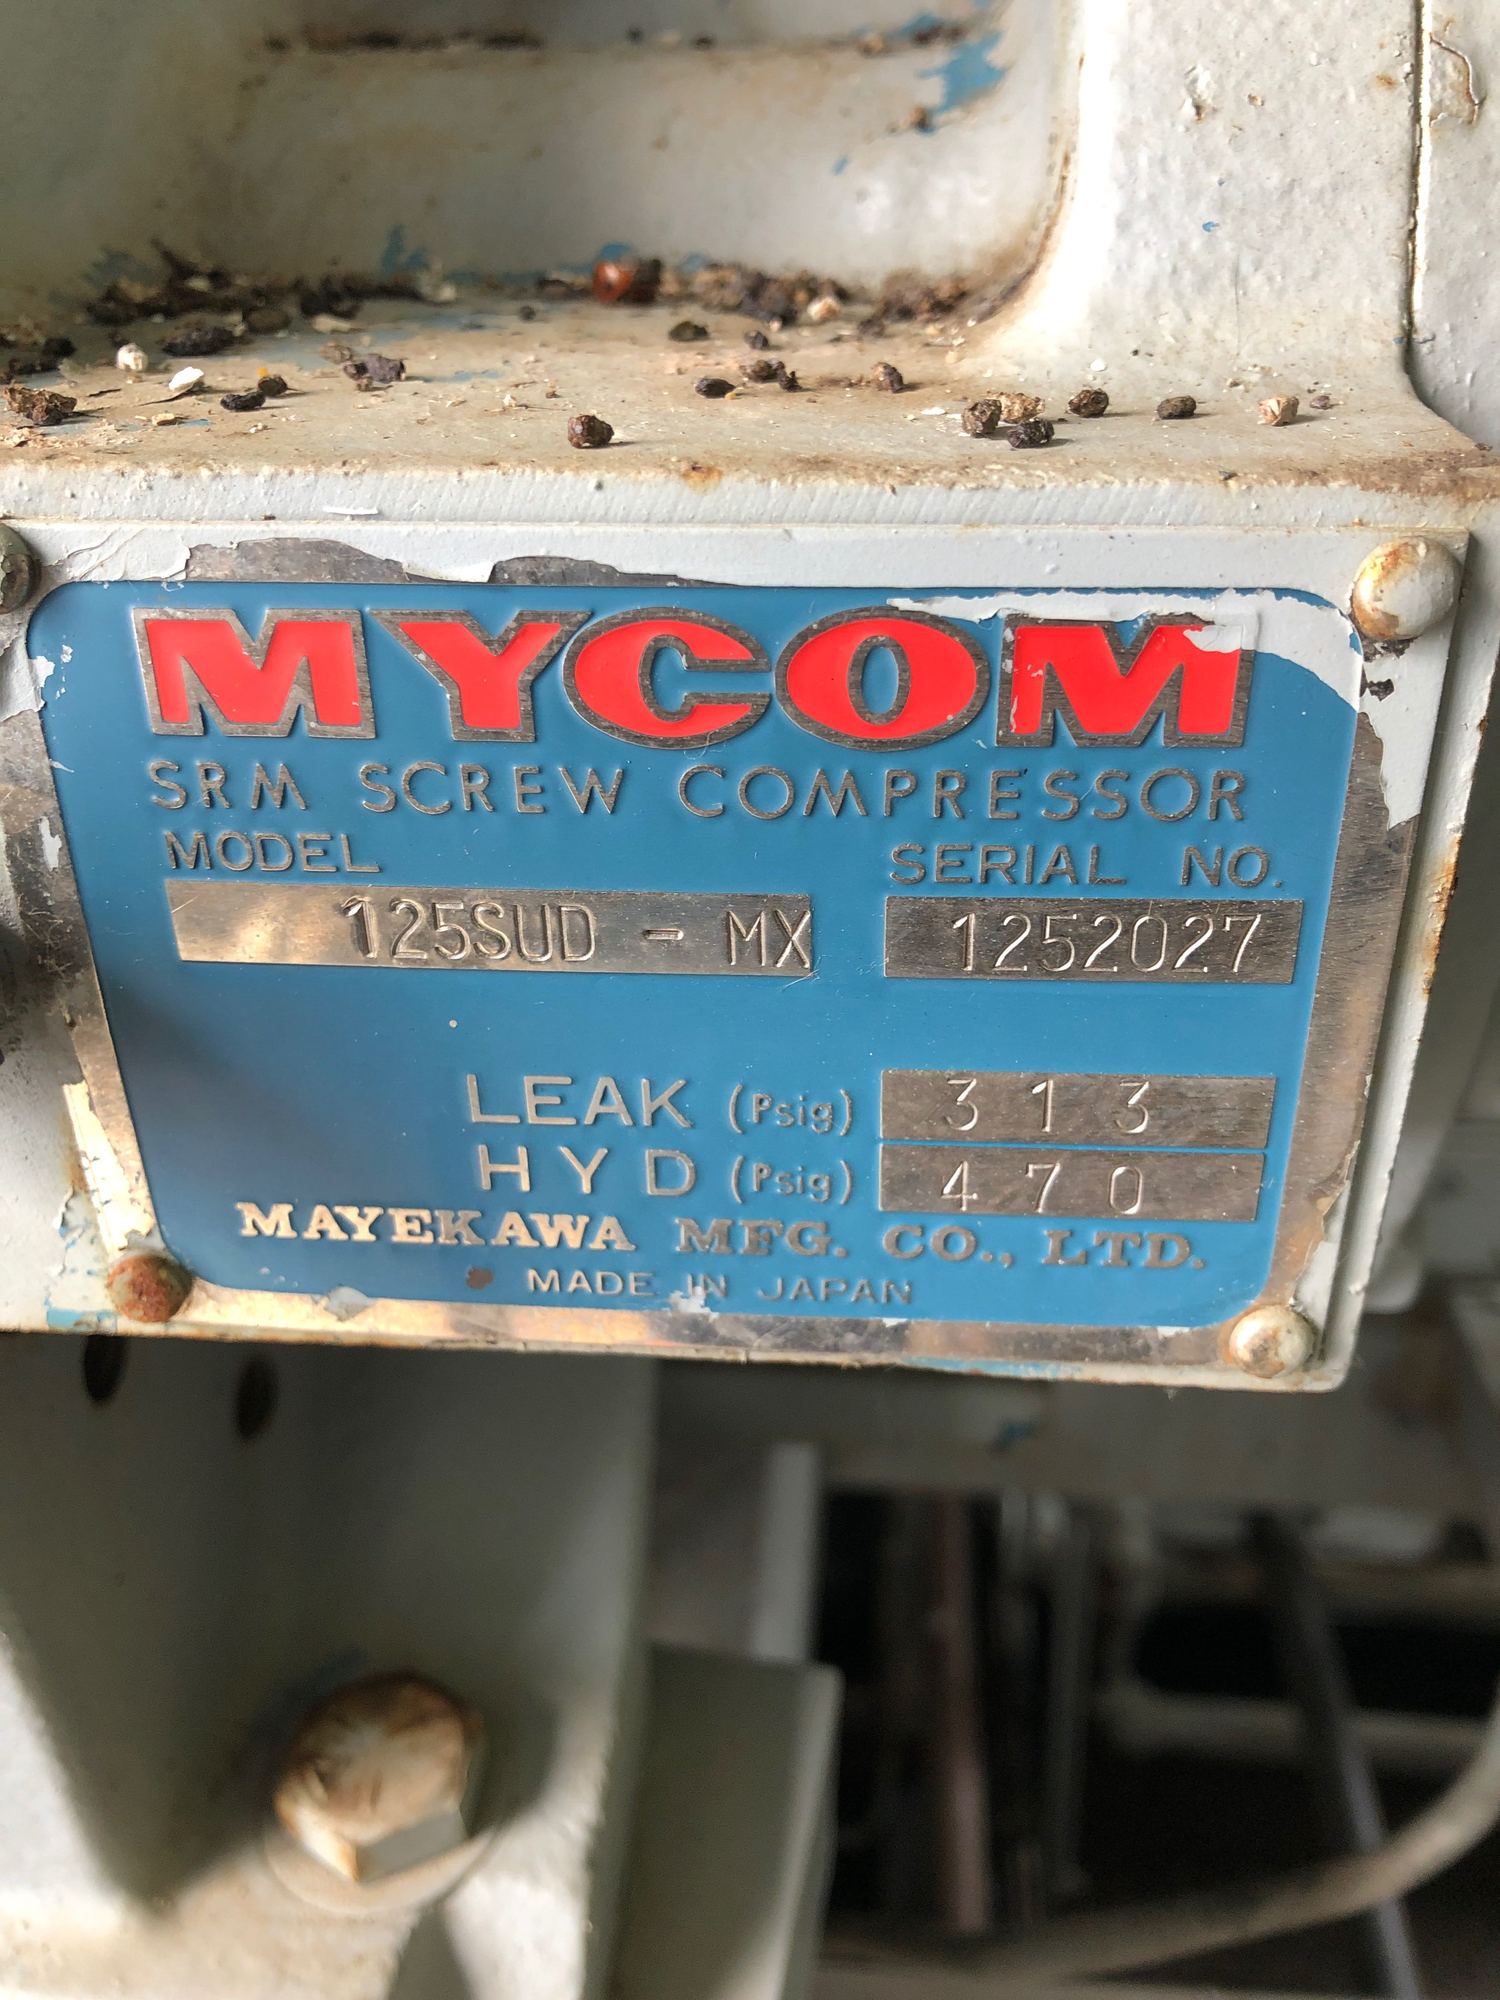 MYCOM
SRM SCREW COMPRESSOR
MODEL SERIAL NO.
125SUD - MX 1252027
LEAK (Psig) 313
HYD (Psig) 470
MAYEKAWA MFG. CO., LTD.
MADE IN JAPAN